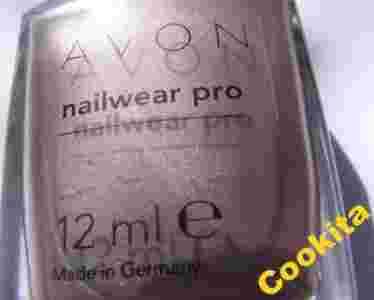 AVON
nailwear pro
12 ml ℮
Made in Germany
Cookita